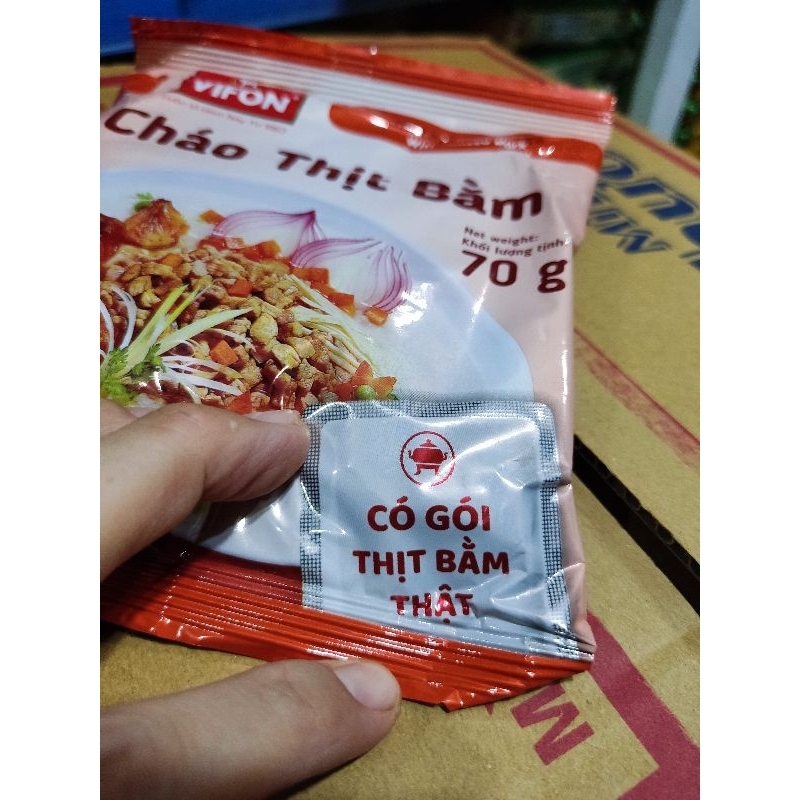 VIFON
Cháo Thịt Bằm
Net weight:
Khối lượng tịnh:
70 g
CÓ GÓI
THỊT BẰM
THẬT